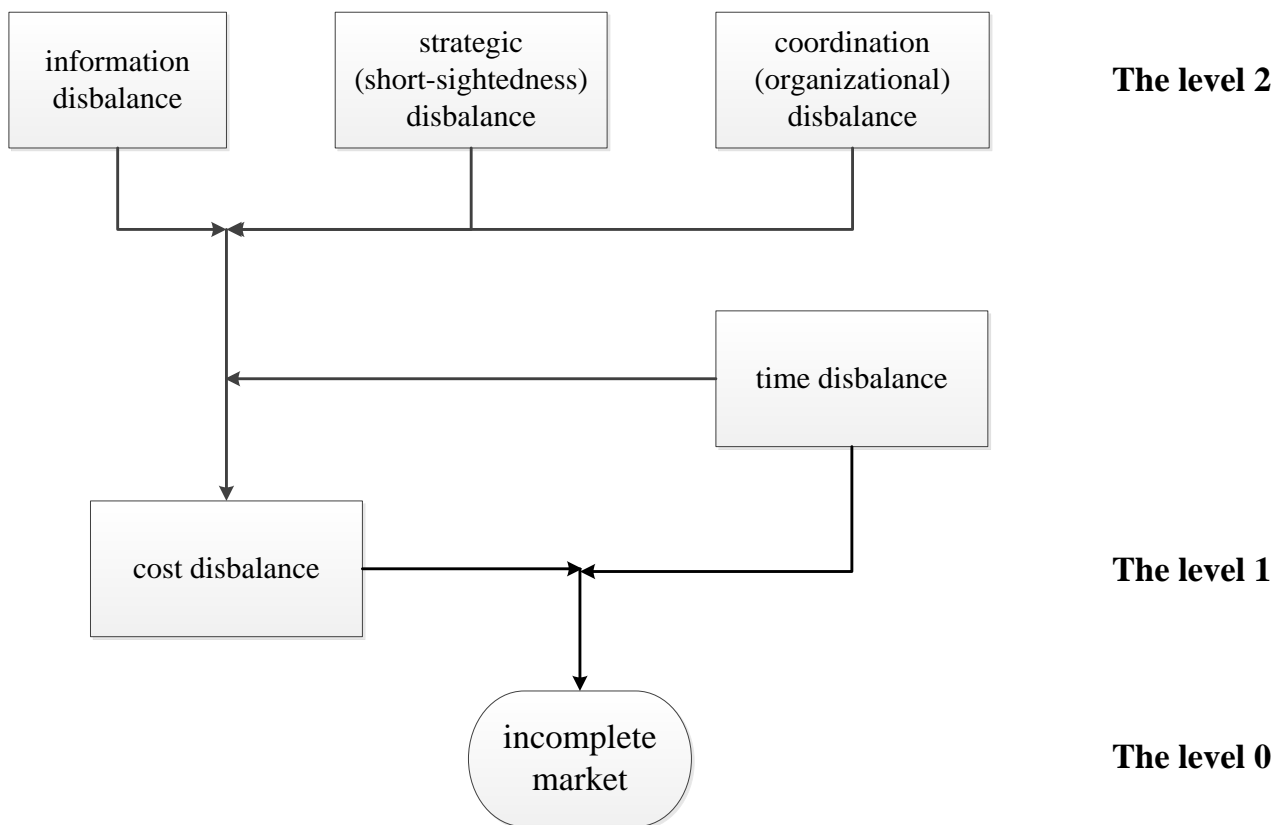 information
disbalance
strategic
(short-sightedness)
disbalance
coordination
(organizational)
disbalance
The level 2
time disbalance
cost disbalance
The level 1
incomplete
market
The level 0